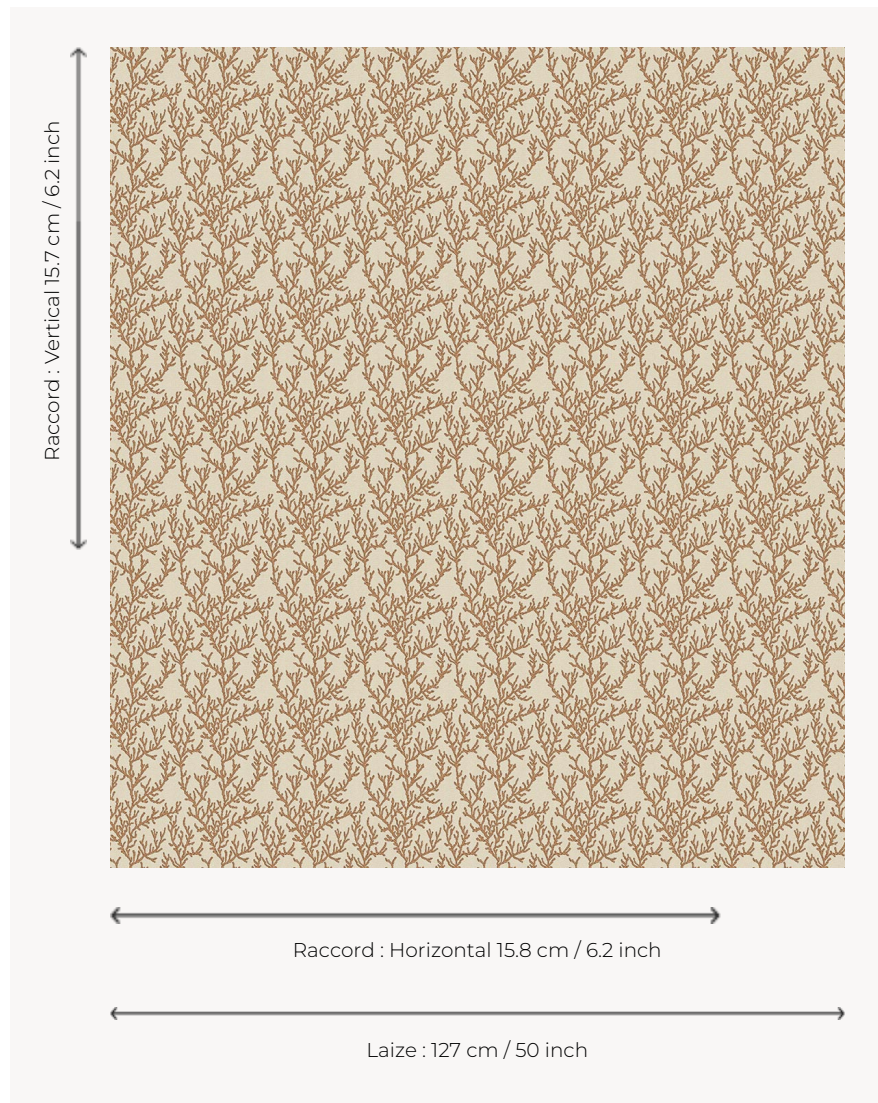 Raccord : Vertical 15.7 cm / 6.2 inch
Raccord : Horizontal 15.8 cm / 6.2 inch
Laize : 127 cm / 50 inch